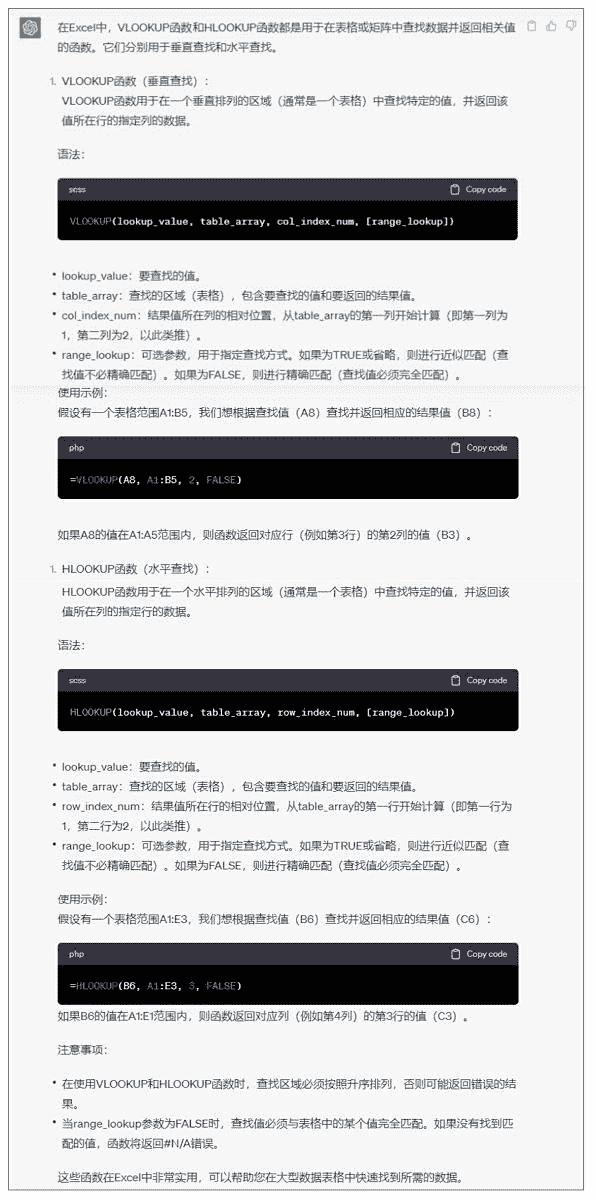 在Excel中，VLOOKUP函数和HLOOKUP函数都是用于在表格或矩阵中查找数据并返回相关值
的函数。它们分别用于垂直查找和水平查找。
1. VLOOKUP函数（垂直查找）：
VLOOKUP函数用于在一个垂直排列的区域（通常是一个表格）中查找特定的值，并返回该
值所在行的指定列的数据。
语法：
scss Copy code
VLOOKUP(lookup_value, table_array, col_index_num, [range_lookup])
• lookup_value：要查找的值。
• table_array：查找的区域（表格），包含要查找的值和要返回的结果值。
• col_index_num：结果值所在列的相对位置，从table_array的第一列开始计算（即第一列为
1，第二列为2，以此类推）。
• range_lookup：可选参数，用于指定查找方式。如果为TRUE或省略，则进行近似匹配（查
找值不必精确匹配）。如果为FALSE，则进行精确匹配（查找值必须完全匹配）。
使用示例：
假设有一个表格范围A1:B5，我们想根据查找值（A8）查找并返回相应的结果值（B8）：
php Copy code
=VLOOKUP(A8, A1:B5, 2, FALSE)
如果A8的值在A1:A5范围内，则函数返回对应行（例如第3行）的第2列的值（B3）。
1. HLOOKUP函数（水平查找）：
HLOOKUP函数用于在一个水平排列的区域（通常是一个表格）中查找特定的值，并返回该
值所在列的指定行的数据。
语法：
scss Copy code
HLOOKUP(lookup_value, table_array, row_index_num, [range_lookup])
• lookup_value：要查找的值。
• table_array：查找的区域（表格），包含要查找的值和要返回的结果值。
• row_index_num：结果值所在行的相对位置，从table_array的第一行开始计算（即第一行为
1，第二行为2，以此类推）。
• range_lookup：可选参数，用于指定查找方式。如果为TRUE或省略，则进行近似匹配（查
找值不必精确匹配）。如果为FALSE，则进行精确匹配（查找值必须完全匹配）。
使用示例：
假设有一个表格范围A1:E3，我们想根据查找值（B6）查找并返回相应的结果值（C6）：
php Copy code
=HLOOKUP(B6, A1:E3, 3, FALSE)
如果B6的值在A1:E1范围内，则函数返回对应列（例如第4列）的第3行的值（C3）。
注意事项：
• 在使用VLOOKUP和HLOOKUP函数时，查找区域必须按照升序排列，否则可能返回错误的结
果。
• 当range_lookup参数为FALSE时，查找值必须与表格中的某个值完全匹配。如果没有找到匹
配的值，函数将返回#N/A错误。
这些函数在Excel中非常实用，可以帮助您在大型数据表格中快速找到所需的数据。